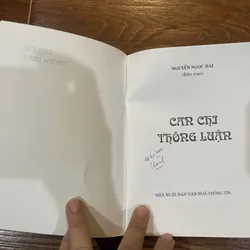 NGUYỄN NGỌC HẢI
(Biên soạn)
CAN CHI
THÔNG LUẬN
NHÀ XUẤT BẢN VĂN HOÁ THÔNG TIN